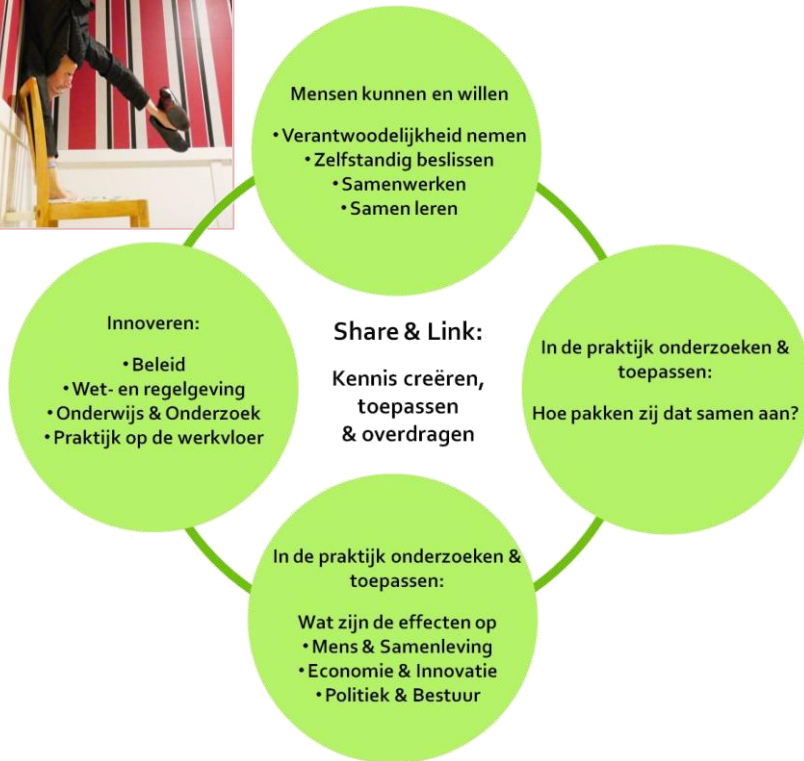 Mensen kunnen en willen
• Verantwoodelijkheid nemen
• Zelfstandig beslissen
• Samenwerken
• Samen leren
Innoveren:
• Beleid
• Wet- en regelgeving
• Onderwijs & Onderzoek
• Praktijk op de werkvloer
Share & Link:
Kennis creëren,
toepassen
& overdragen
In de praktijk onderzoeken &
toepassen:
Hoe pakken zij dat samen aan?
In de praktijk onderzoeken &
toepassen:
Wat zijn de effecten op
• Mens & Samenleving
• Economie & Innovatie
• Politiek & Bestuur